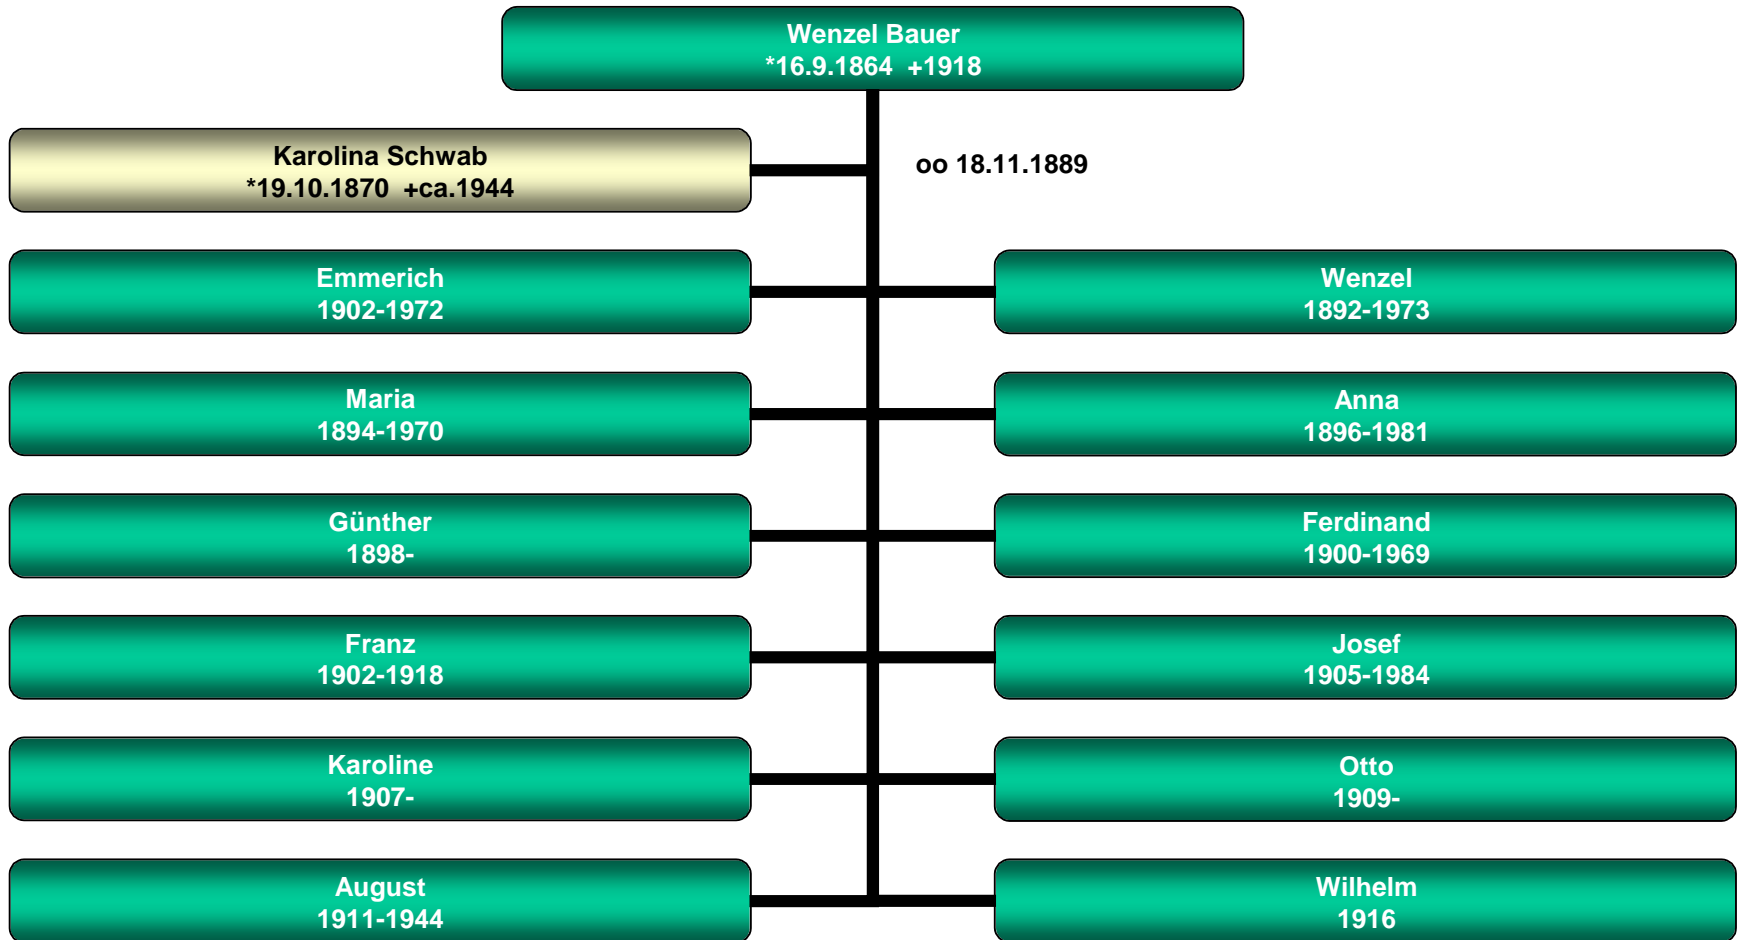 Wenzel Bauer
*16.9.1864  +1918
Karolina Schwab
*19.10.1870  +ca.1944
oo 18.11.1889
Emmerich
1902-1972
Wenzel
1892-1973
Maria
1894-1970
Anna
1896-1981
Günther
1898-
Ferdinand
1900-1969
Franz
1902-1918
Josef
1905-1984
Karoline
1907-
Otto
1909-
August
1911-1944
Wilhelm
1916